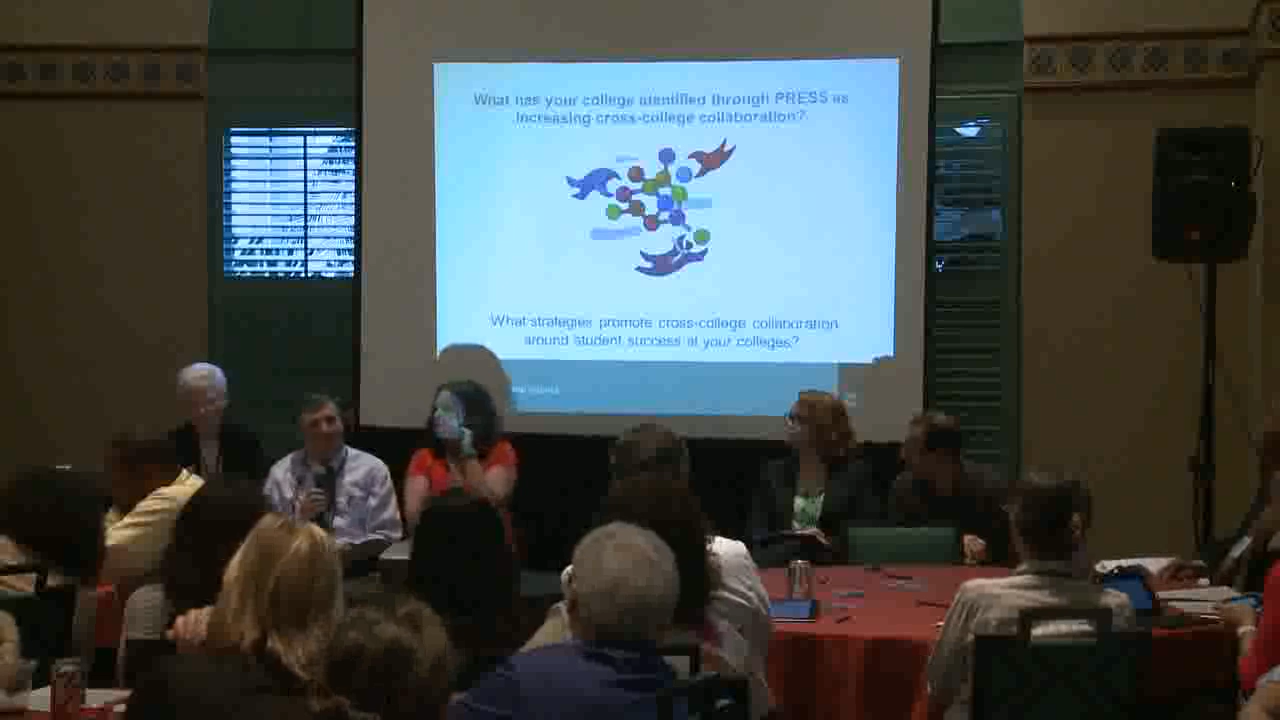 What has your college identified through PRESS as
increasing cross-college collaboration?
What strategies promote cross-college collaboration
around student success at your colleges?